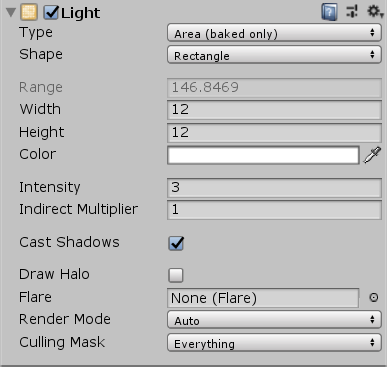 Light
Type Area (baked only)
Shape Rectangle
Range 146.8469
Width 12
Height 12
Color
Intensity 3
Indirect Multiplier 1
Cast Shadows
Draw Halo
Flare None (Flare)
Render Mode Auto
Culling Mask Everything